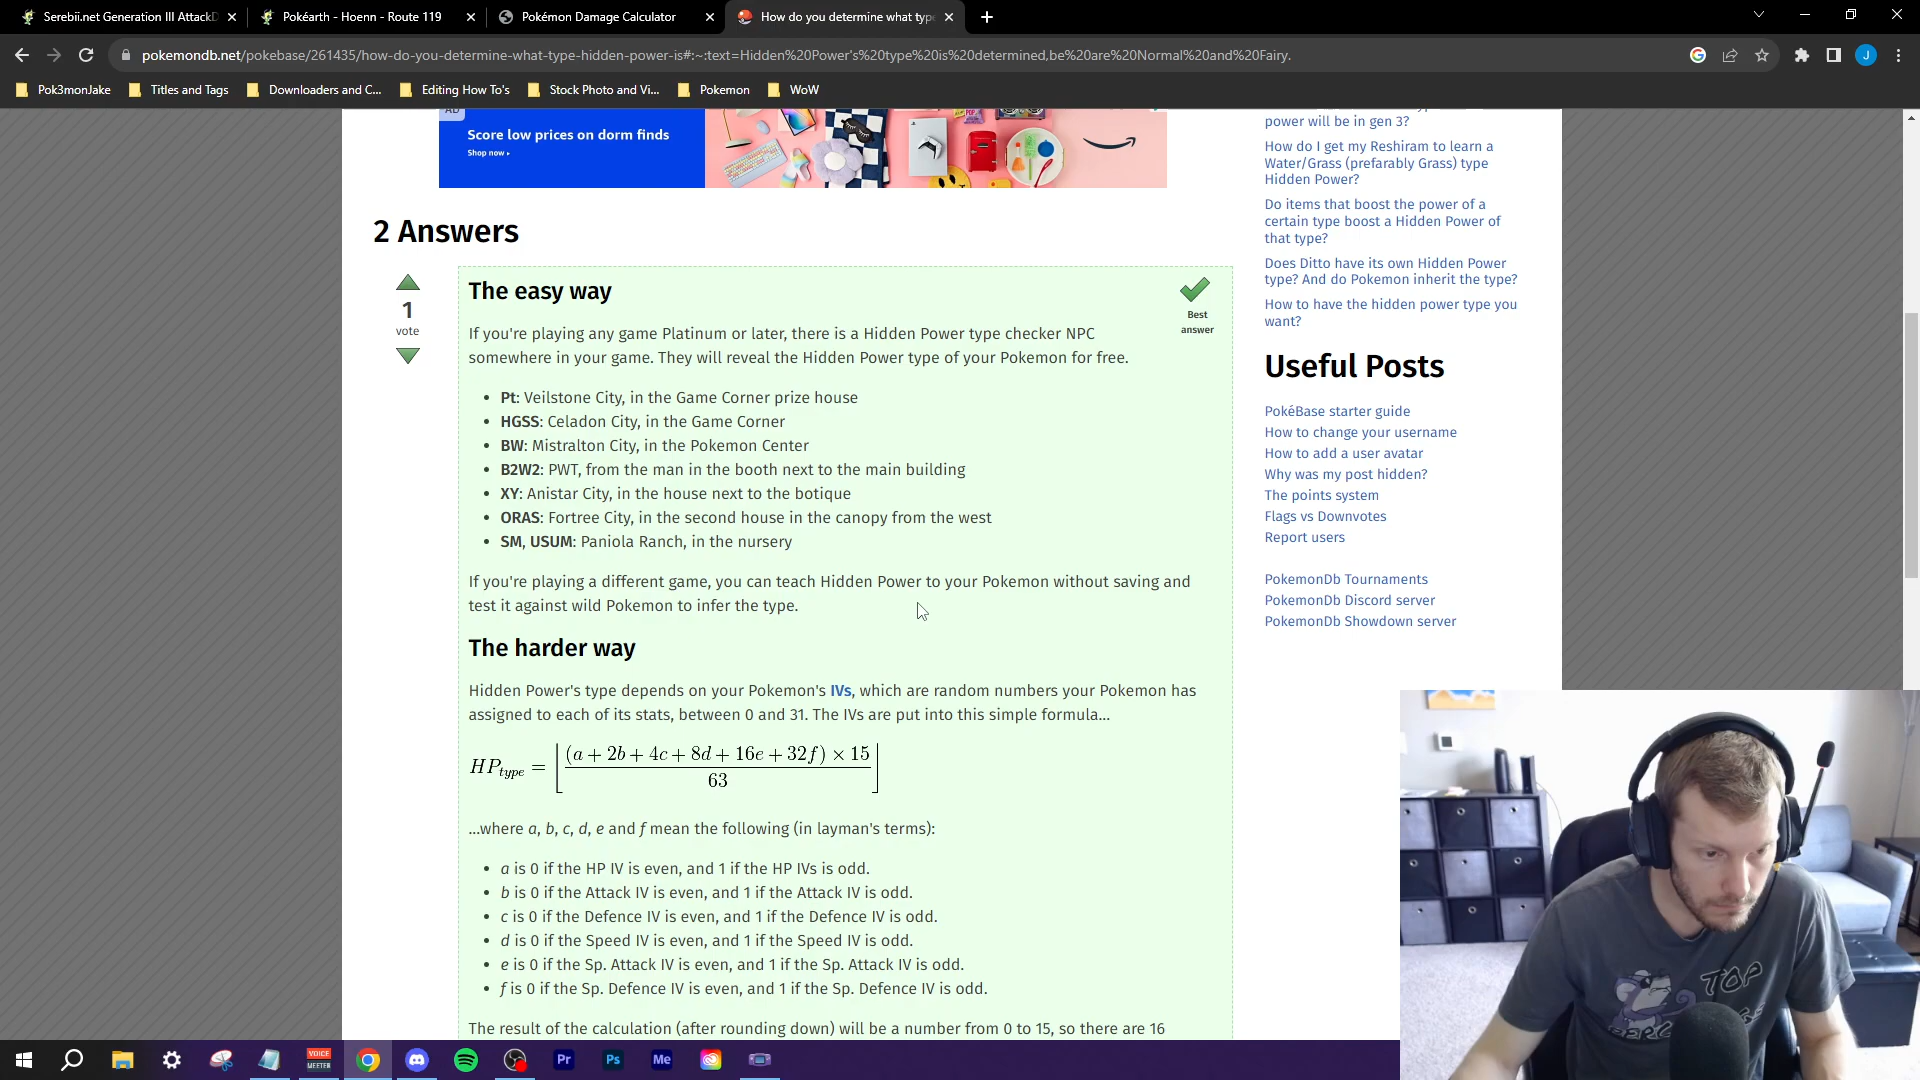 Serebii.net Generation III AttackD
Pokéarth - Hoenn - Route 119
Pokémon Damage Calculator
How do you determine what type
pokemondb.net/pokebase/261435/how-do-you-determine-what-type-hidden-power-is#:~:text=Hidden%20Power's%20type%20is%20determined,be%20are%20Normal%20and%20Fairy.
J
Pok3monJake
Titles and Tags
Downloaders and C...
Editing How To's
Stock Photo and Vi...
Pokemon
WoW
AD
Score low prices on dorm finds
Shop now
2 Answers
1
vote
The easy way
Best
answer
If you're playing any game Platinum or later, there is a Hidden Power type checker NPC
somewhere in your game. They will reveal the Hidden Power type of your Pokemon for free.
• Pt: Veilstone City, in the Game Corner prize house
• HGSS: Celadon City, in the Game Corner
• BW: Mistralton City, in the Pokemon Center
• B2W2: PWT, from the man in the booth next to the main building
• XY: Anistar City, in the house next to the botique
• ORAS: Fortree City, in the second house in the canopy from the west
• SM, USUM: Paniola Ranch, in the nursery
If you're playing a different game, you can teach Hidden Power to your Pokemon without saving and
test it against wild Pokemon to infer the type.
The harder way
Hidden Power's type depends on your Pokemon's IVs, which are random numbers your Pokemon has
assigned to each of its stats, between 0 and 31. The IVs are put into this simple formula...
HPtype = ⌊(a + 2b + 4c + 8d + 16e + 32f) × 15 / 63⌋
...where a, b, c, d, e and f mean the following (in layman's terms):
• a is 0 if the HP IV is even, and 1 if the HP IVs is odd.
• b is 0 if the Attack IV is even, and 1 if the Attack IV is odd.
• c is 0 if the Defence IV is even, and 1 if the Defence IV is odd.
• d is 0 if the Speed IV is even, and 1 if the Speed IV is odd.
• e is 0 if the Sp. Attack IV is even, and 1 if the Sp. Attack IV is odd.
• f is 0 if the Sp. Defence IV is even, and 1 if the Sp. Defence IV is odd.
The result of the calculation (after rounding down) will be a number from 0 to 15, so there are 16
power will be in gen 3?
How do I get my Reshiram to learn a
Water/Grass (prefarably Grass) type
Hidden Power?
Do items that boost the power of a
certain type boost a Hidden Power of
that type?
Does Ditto have its own Hidden Power
type? And do Pokemon inherit the type?
How to have the hidden power type you
want?
Useful Posts
PokéBase starter guide
How to change your username
How to add a user avatar
Why was my post hidden?
The points system
Flags vs Downvotes
Report users
PokemonDb Tournaments
PokemonDb Discord server
PokemonDb Showdown server
TOP
VOICE
MEETER
Pr
Ps
Me